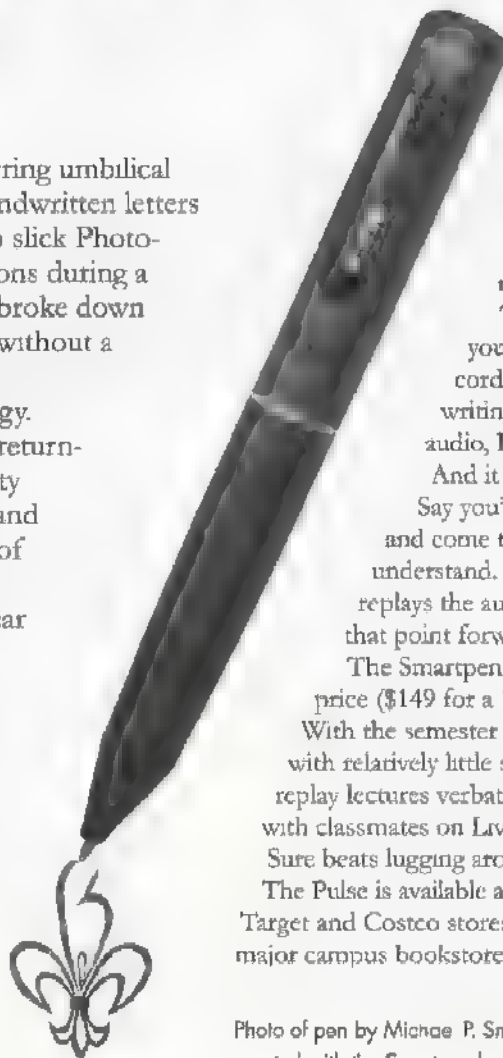 ring umbilical
ndwritten letters
slick Photo-
ons during a
broke down
without a
gy.
return-
ty
and
of
ear
you
cord
writin
audio,
And it
Say you'
and come t
understand.
replays the au
that point forw
The Smartpen
price ($149 for a
With the semester
with relatively little s
replay lectures verbat
with classmates on Liv
Sure beats lugging aro
The Pulse is available a
Target and Costco stores
major campus bookstore
Photo of pen by Michae P. Sm